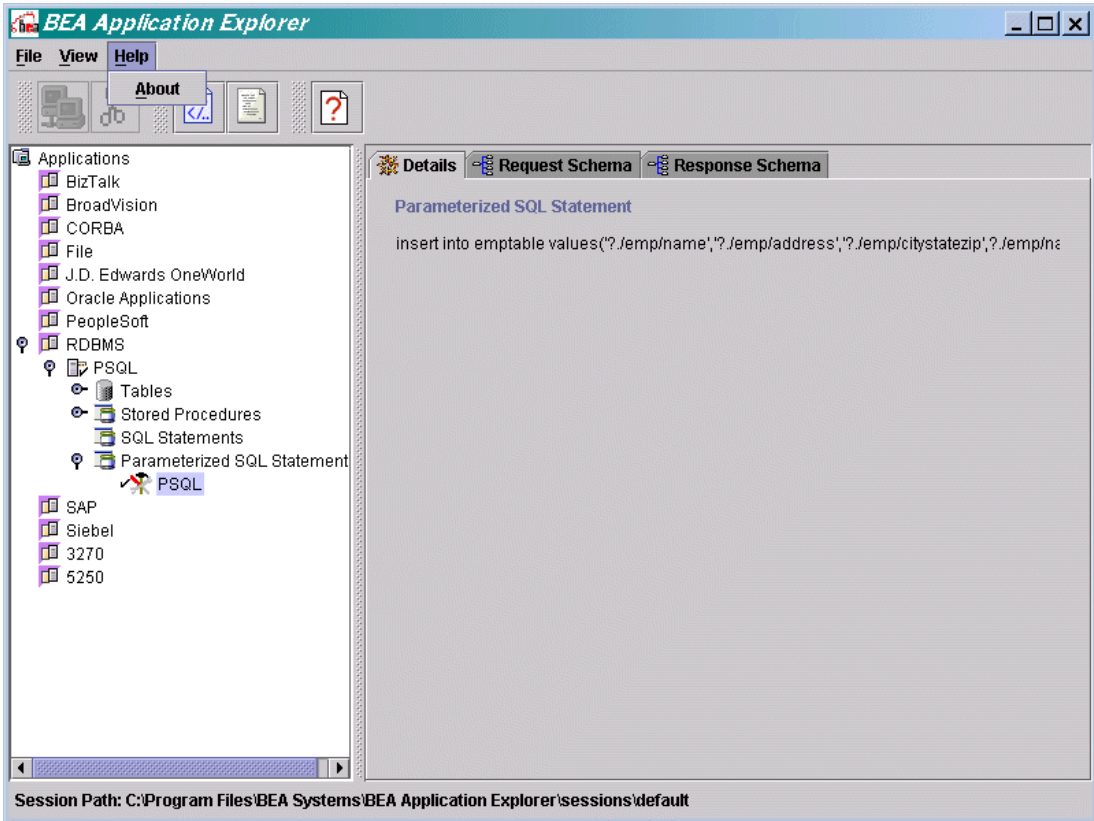 BEA Application Explorer
File View Help
About
Applications
BizTalk
BroadVision
CORBA
File
J.D. Edwards OneWorld
Oracle Applications
PeopleSoft
RDBMS
PSQL
Tables
Stored Procedures
SQL Statements
Parameterized SQL Statement
PSQL
SAP
Siebel
3270
5250
Details Request Schema Response Schema
Parameterized SQL Statement
insert into emptable values('?./emp/name','?./emp/address','?./emp/citystatezip',?./emp/na
Session Path: C:\Program Files\BEA Systems\BEA Application Explorer\sessions\default